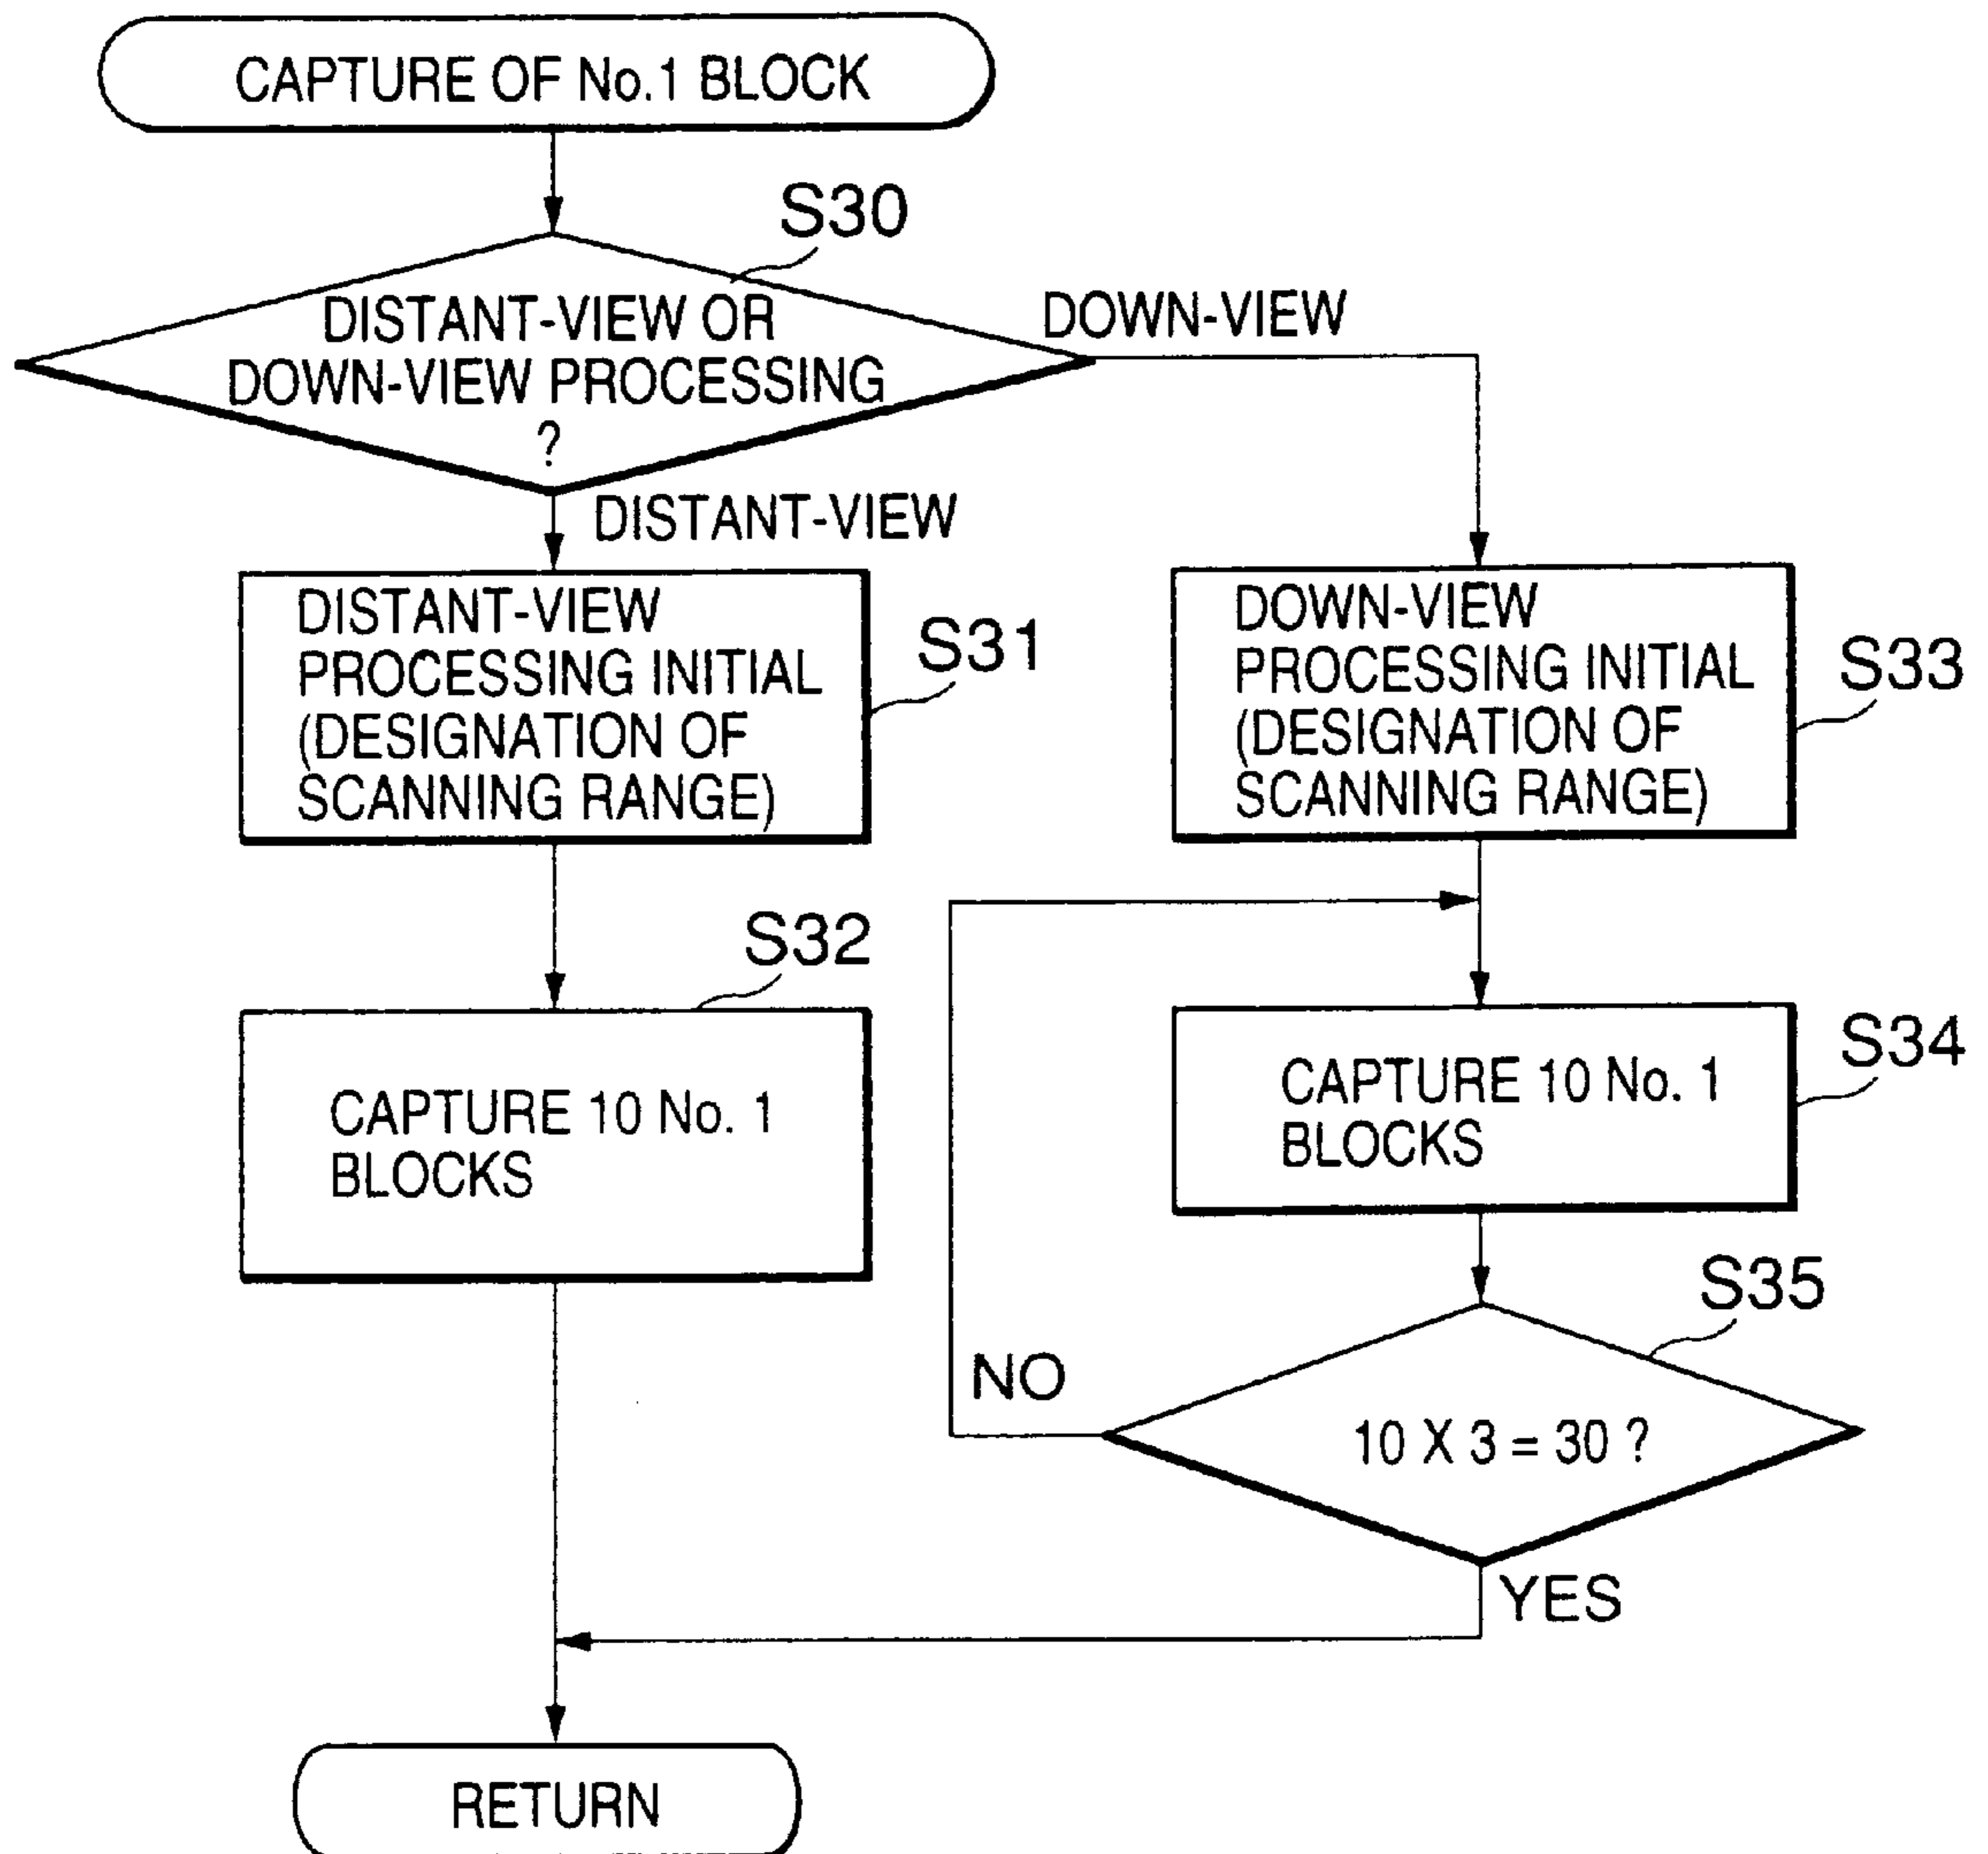 CAPTURE OF No.1 BLOCK
S30
DISTANT-VIEW OR
DOWN-VIEW PROCESSING
?
DOWN-VIEW
DISTANT-VIEW
DISTANT-VIEW
PROCESSING INITIAL
(DESIGNATION OF
SCANNING RANGE)
S31
DOWN-VIEW
PROCESSING INITIAL
(DESIGNATION OF
SCANNING RANGE)
S33
S32
CAPTURE 10 No. 1
BLOCKS
S34
CAPTURE 10 No. 1
BLOCKS
S35
NO
10 X 3 = 30 ?
YES
RETURN